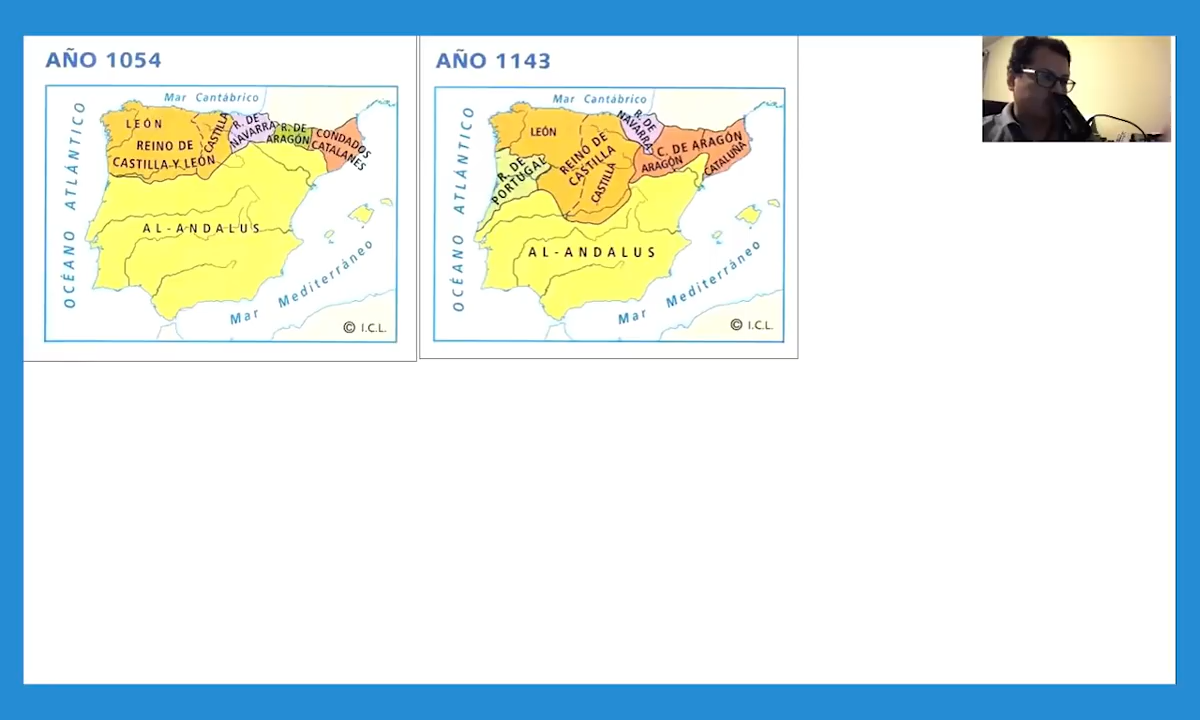 AÑO 1054
Mar Cantábrico
OCÉANO ATLÁNTICO
LEÓN
REINO DE
CASTILLA Y LEÓN
CASTILLA
R. DE
NAVARRA
R. DE
ARAGÓN
CONDADOS
CATALANES
AL-ANDALUS
Mar Mediterráneo
© I.C.L.
AÑO 1143
Mar Cantábrico
OCÉANO ATLÁNTICO
LEÓN
REINO DE
CASTILLA
CASTILLA
R. DE
PORTUGAL
R. DE
NAVARRA
C. DE ARAGÓN
ARAGÓN
CATALUÑA
AL-ANDALUS
Mar Mediterráneo
© I.C.L.